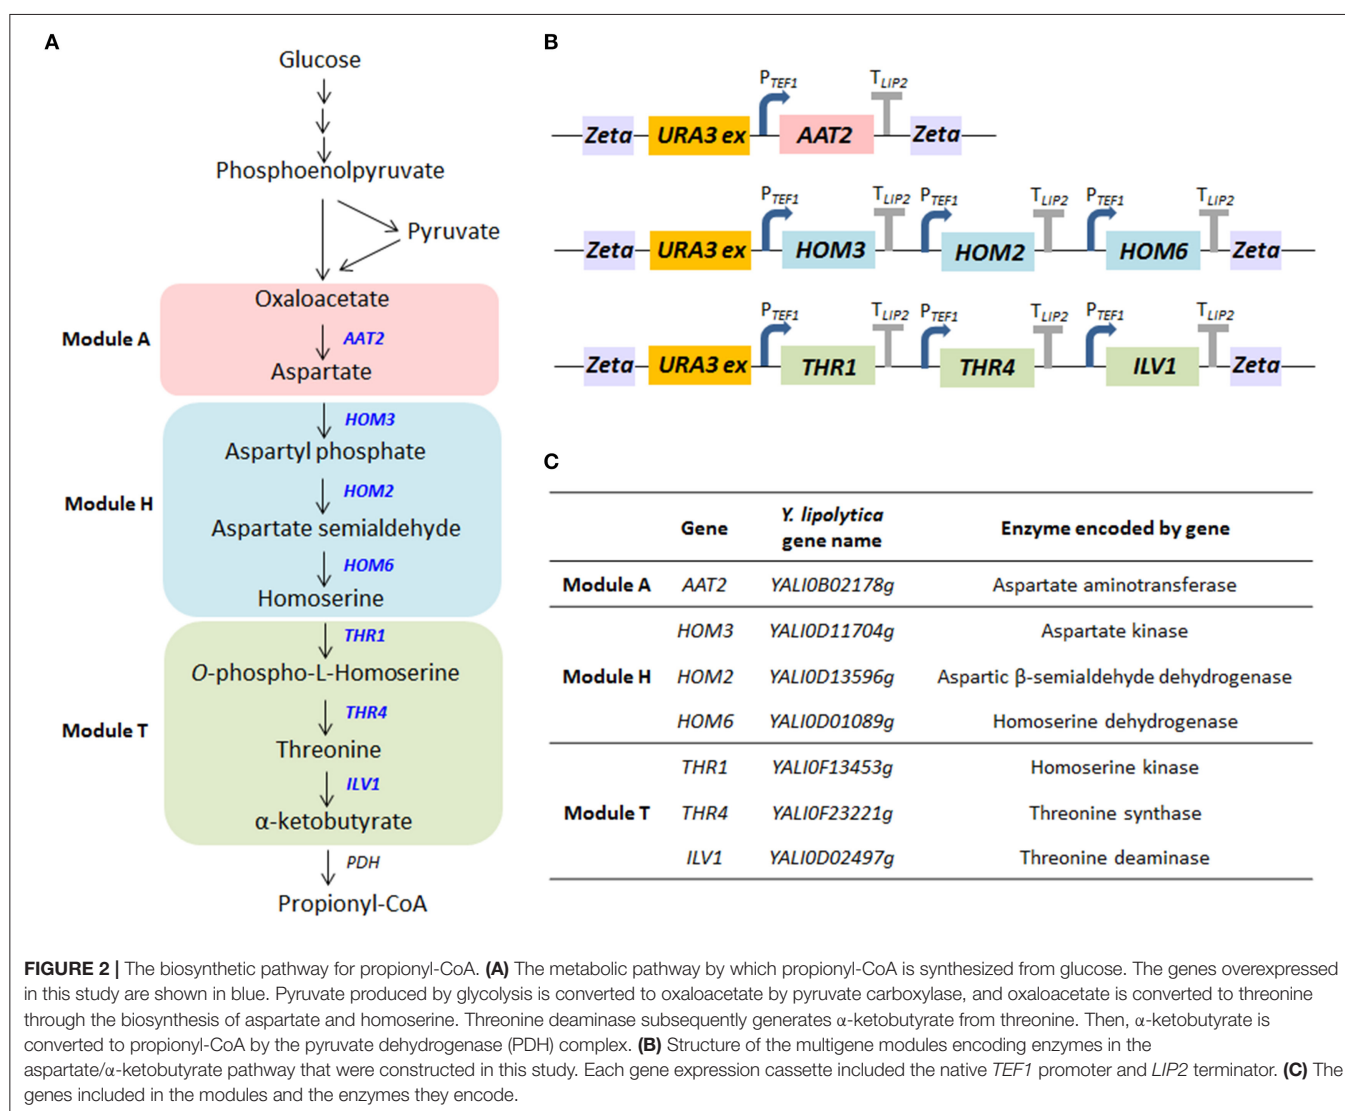 A
Glucose
Phosphoenolpyruvate
Pyruvate
Oxaloacetate
Module A
AAT2
Aspartate
HOM3
Aspartyl phosphate
Module H
HOM2
Aspartate semialdehyde
HOM6
Homoserine
THR1
O-phospho-L-Homoserine
Module T
THR4
Threonine
ILV1
α-ketobutyrate
PDH
Propionyl-CoA
B
PTEF1 TLIP2
Zeta URA3 ex AAT2 Zeta
PTEF1 TLIP2 PTEF1 TLIP2 PTEF1 TLIP2
Zeta URA3 ex HOM3 HOM2 HOM6 Zeta
PTEF1 TLIP2 PTEF1 TLIP2 PTEF1 TLIP2
Zeta URA3 ex THR1 THR4 ILV1 Zeta
C
Gene Y. lipolytica gene name Enzyme encoded by gene
Module A AAT2 YALI0B02178g Aspartate aminotransferase
HOM3 YALI0D11704g Aspartate kinase
Module H HOM2 YALI0D13596g Aspartic β-semialdehyde dehydrogenase
HOM6 YALI0D01089g Homoserine dehydrogenase
THR1 YALI0F13453g Homoserine kinase
Module T THR4 YALI0F23221g Threonine synthase
ILV1 YALI0D02497g Threonine deaminase
FIGURE 2 | The biosynthetic pathway for propionyl-CoA. (A) The metabolic pathway by which propionyl-CoA is synthesized from glucose. The genes overexpressed
in this study are shown in blue. Pyruvate produced by glycolysis is converted to oxaloacetate by pyruvate carboxylase, and oxaloacetate is converted to threonine
through the biosynthesis of aspartate and homoserine. Threonine deaminase subsequently generates α-ketobutyrate from threonine. Then, α-ketobutyrate is
converted to propionyl-CoA by the pyruvate dehydrogenase (PDH) complex. (B) Structure of the multigene modules encoding enzymes in the
aspartate/α-ketobutyrate pathway that were constructed in this study. Each gene expression cassette included the native TEF1 promoter and LIP2 terminator. (C) The
genes included in the modules and the enzymes they encode.